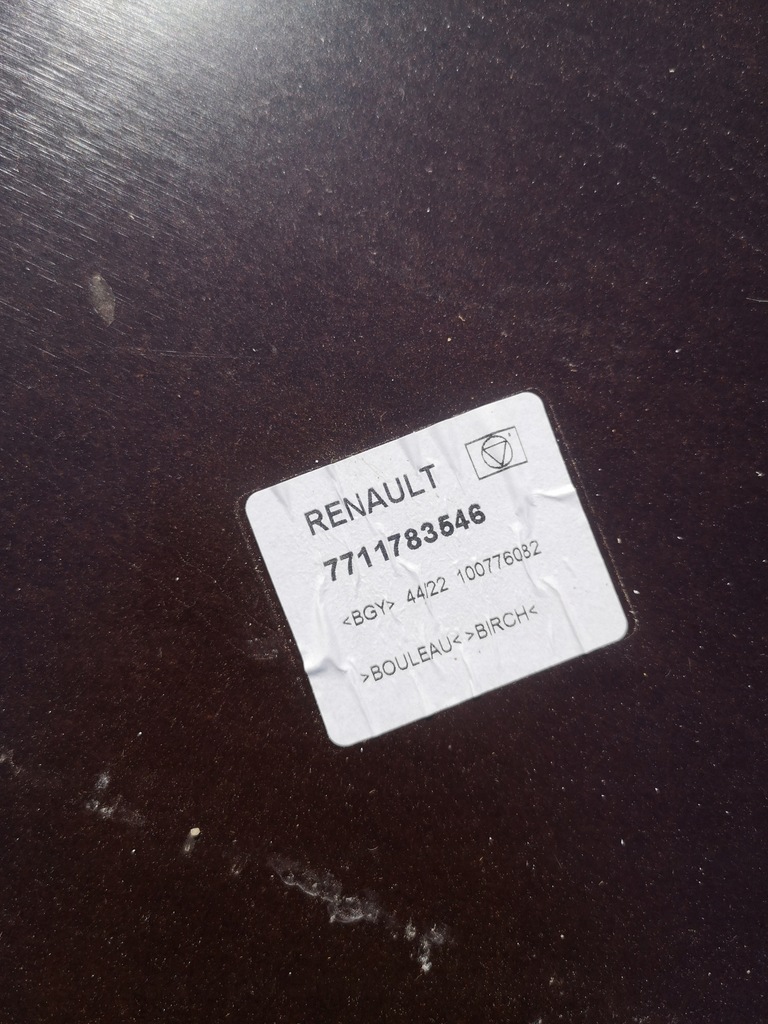 RENAULT
7711783546
<BGY> 44/22 100776082
>BOULEAU< >BIRCH<